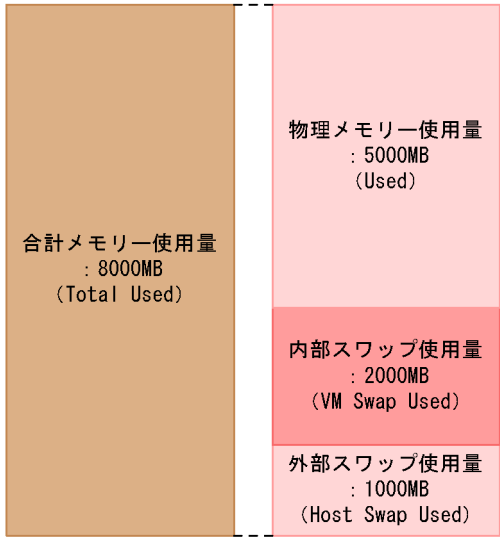 合計メモリー使用量
: 8000MB
(Total Used)
物理メモリー使用量
: 5000MB
(Used)
内部スワップ使用量
: 2000MB
(VM Swap Used)
外部スワップ使用量
: 1000MB
(Host Swap Used)